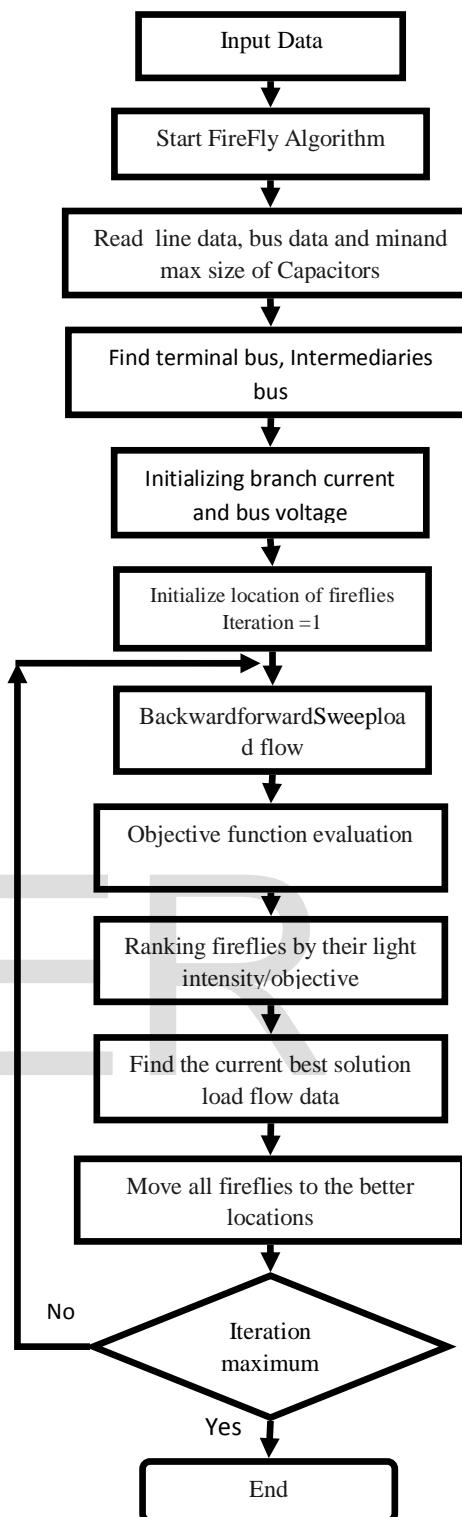 Input Data
Start FireFly Algorithm
Read line data, bus data and minand
max size of Capacitors
Find terminal bus, Intermediaries
bus
Initializing branch current
and bus voltage
Initialize location of fireflies
Iteration =1
BackwardforwardSweeploa
d flow
Objective function evaluation
Ranking fireflies by their light
intensity/objective
Find the current best solution
load flow data
Move all fireflies to the better
locations
No
Iteration
maximum
Yes
End
ER